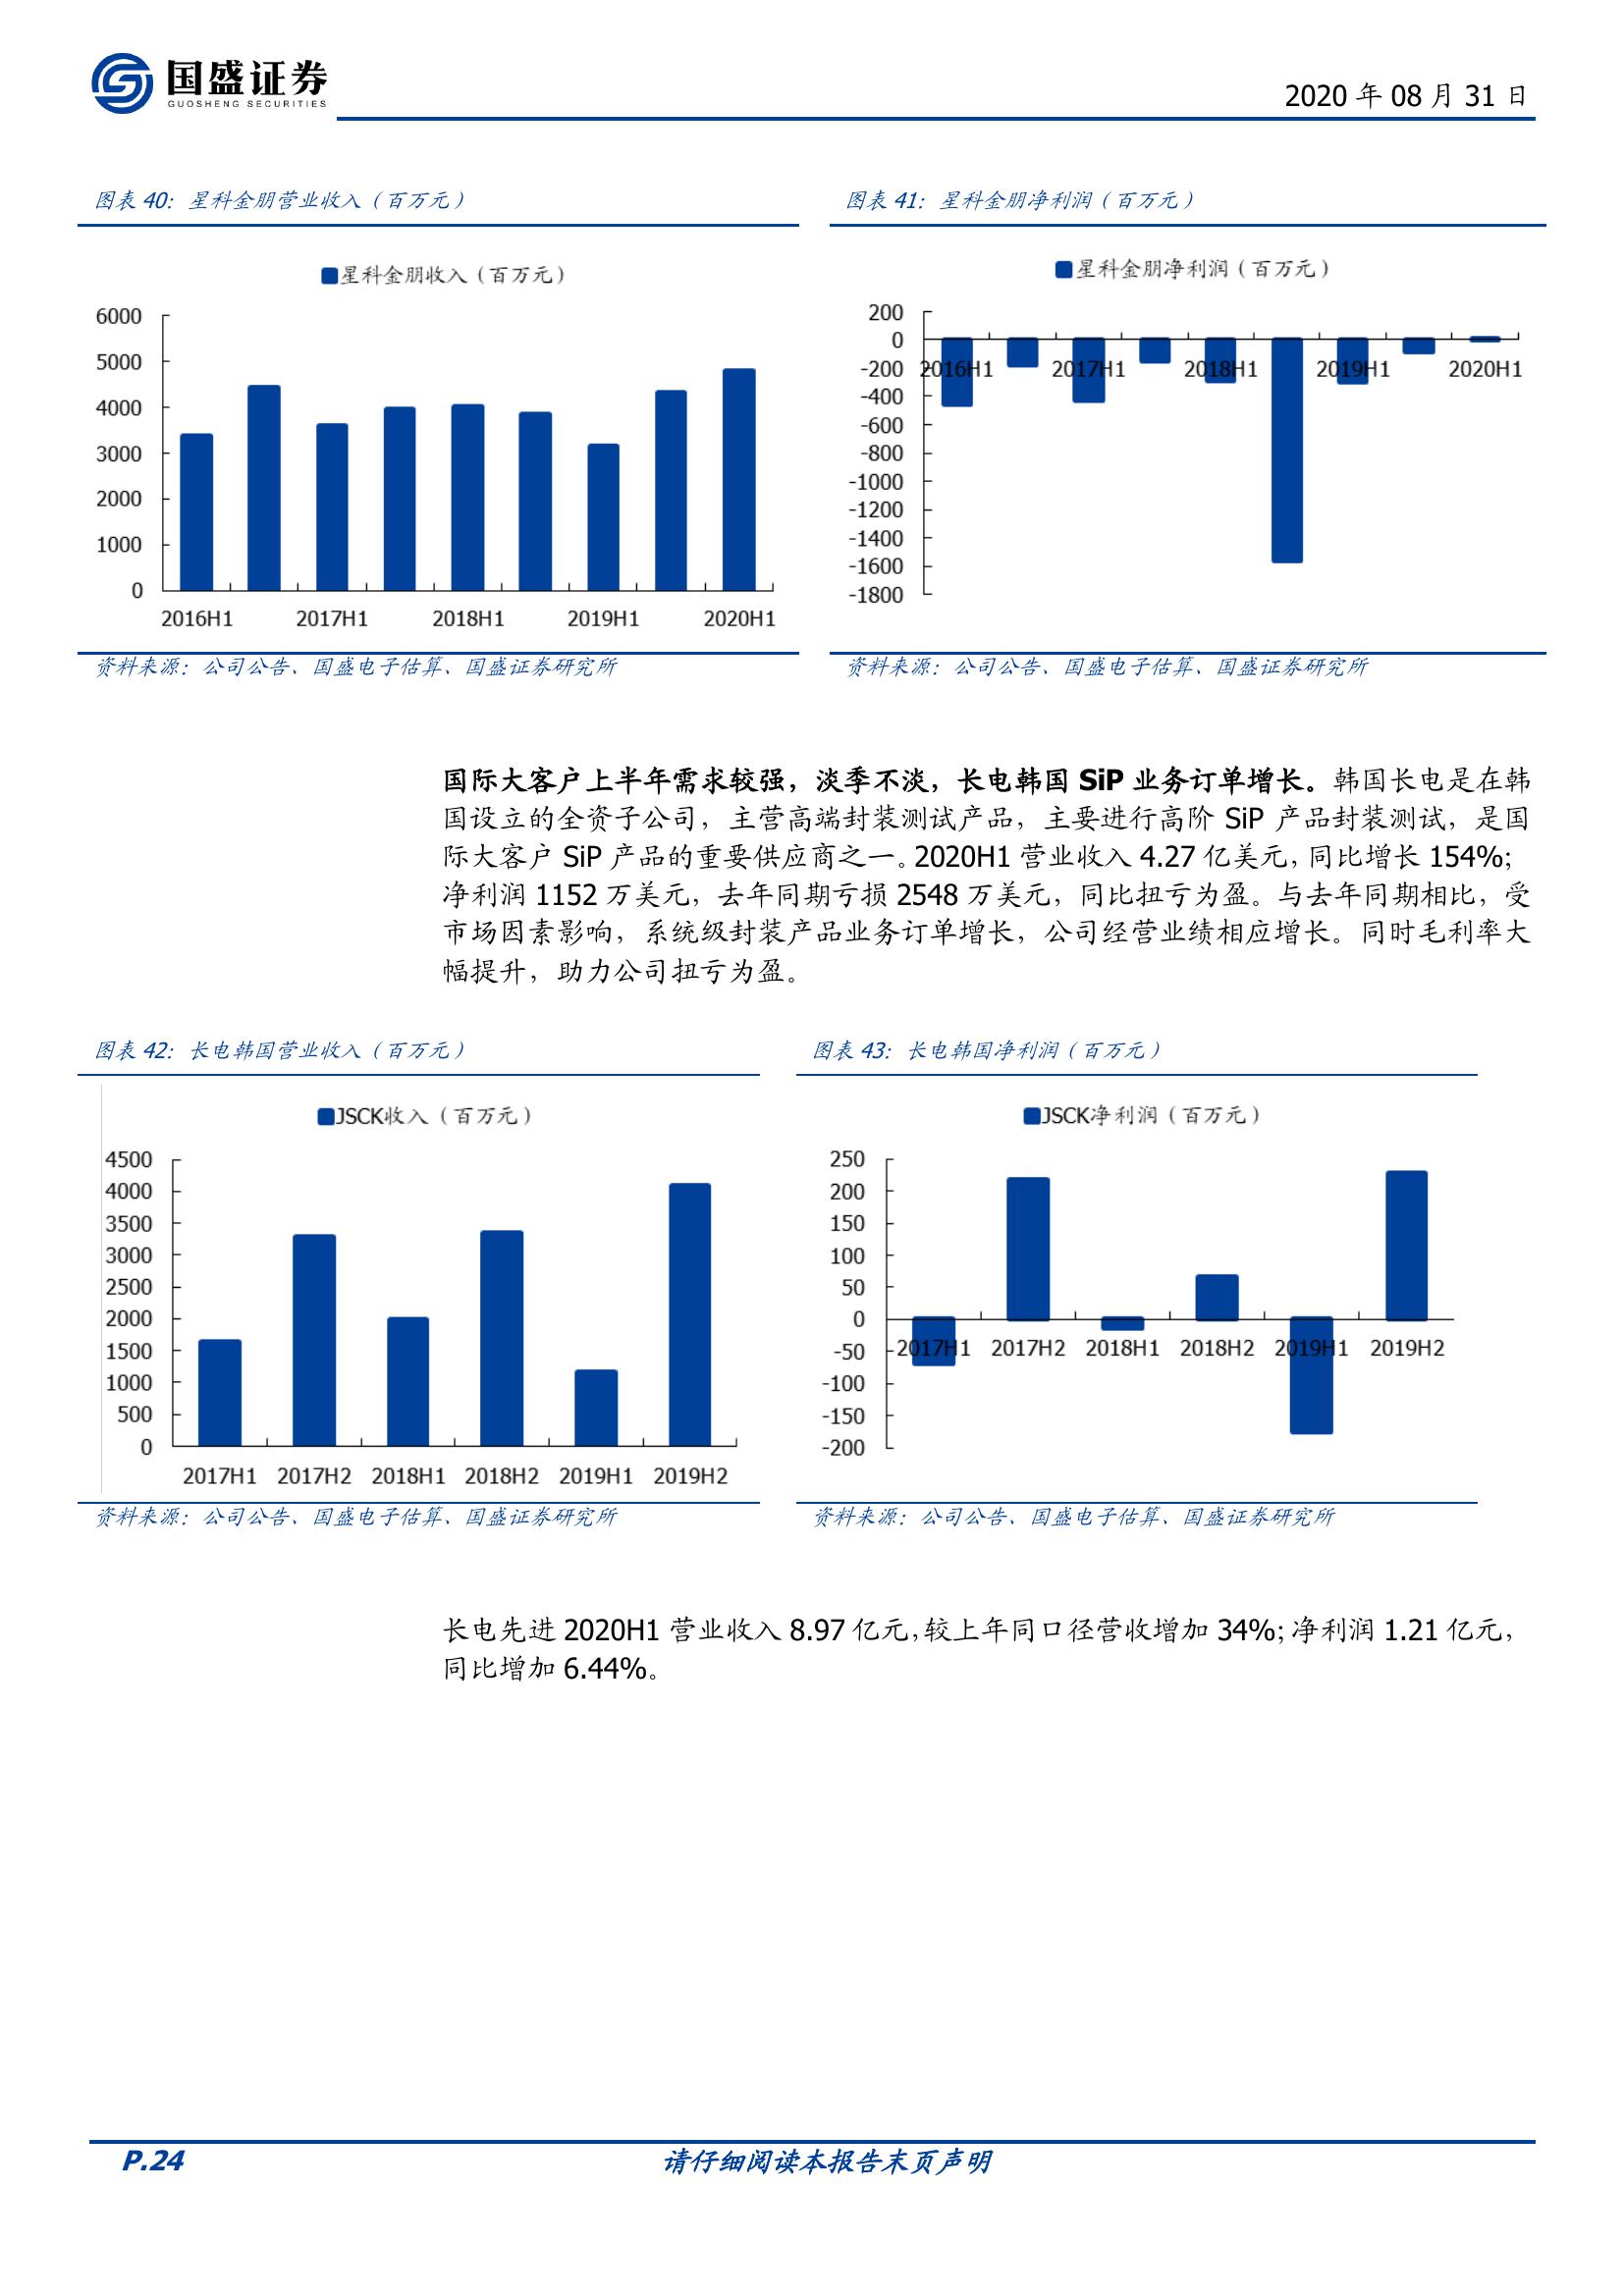 国盛证券
GUOSHENG SECURITIES
2020 年 08 月 31 日
图表 40：星科金朋营业收入（百万元）
星科金朋收入（百万元）
6000
5000
4000
3000
2000
1000
0
2016H1 2017H1 2018H1 2019H1 2020H1
资料来源：公司公告、国盛电子估算、国盛证券研究所
图表 41：星科金朋净利润（百万元）
星科金朋净利润（百万元）
200
0
-200
-400
-600
-800
-1000
-1200
-1400
-1600
-1800
2016H1 2017H1 2018H1 2019H1 2020H1
资料来源：公司公告、国盛电子估算、国盛证券研究所
国际大客户上半年需求较强，淡季不淡，长电韩国 SiP 业务订单增长。韩国长电是在韩
国设立的全资子公司，主营高端封装测试产品，主要进行高阶 SiP 产品封装测试，是国
际大客户 SiP 产品的重要供应商之一。2020H1 营业收入 4.27 亿美元，同比增长 154%；
净利润 1152 万美元，去年同期亏损 2548 万美元，同比扭亏为盈。与去年同期相比，受
市场因素影响，系统级封装产品业务订单增长，公司经营业绩相应增长。同时毛利率大
幅提升，助力公司扭亏为盈。
图表 42：长电韩国营业收入（百万元）
JSCK收入（百万元）
4500
4000
3500
3000
2500
2000
1500
1000
500
0
2017H1 2017H2 2018H1 2018H2 2019H1 2019H2
资料来源：公司公告、国盛电子估算、国盛证券研究所
图表 43：长电韩国净利润（百万元）
JSCK净利润（百万元）
250
200
150
100
50
0
-50
-100
-150
-200
2017H1 2017H2 2018H1 2018H2 2019H1 2019H2
资料来源：公司公告、国盛电子估算、国盛证券研究所
长电先进 2020H1 营业收入 8.97 亿元，较上年同口径营收增加 34%；净利润 1.21 亿元，
同比增加 6.44%。
P.24
请仔细阅读本报告末页声明